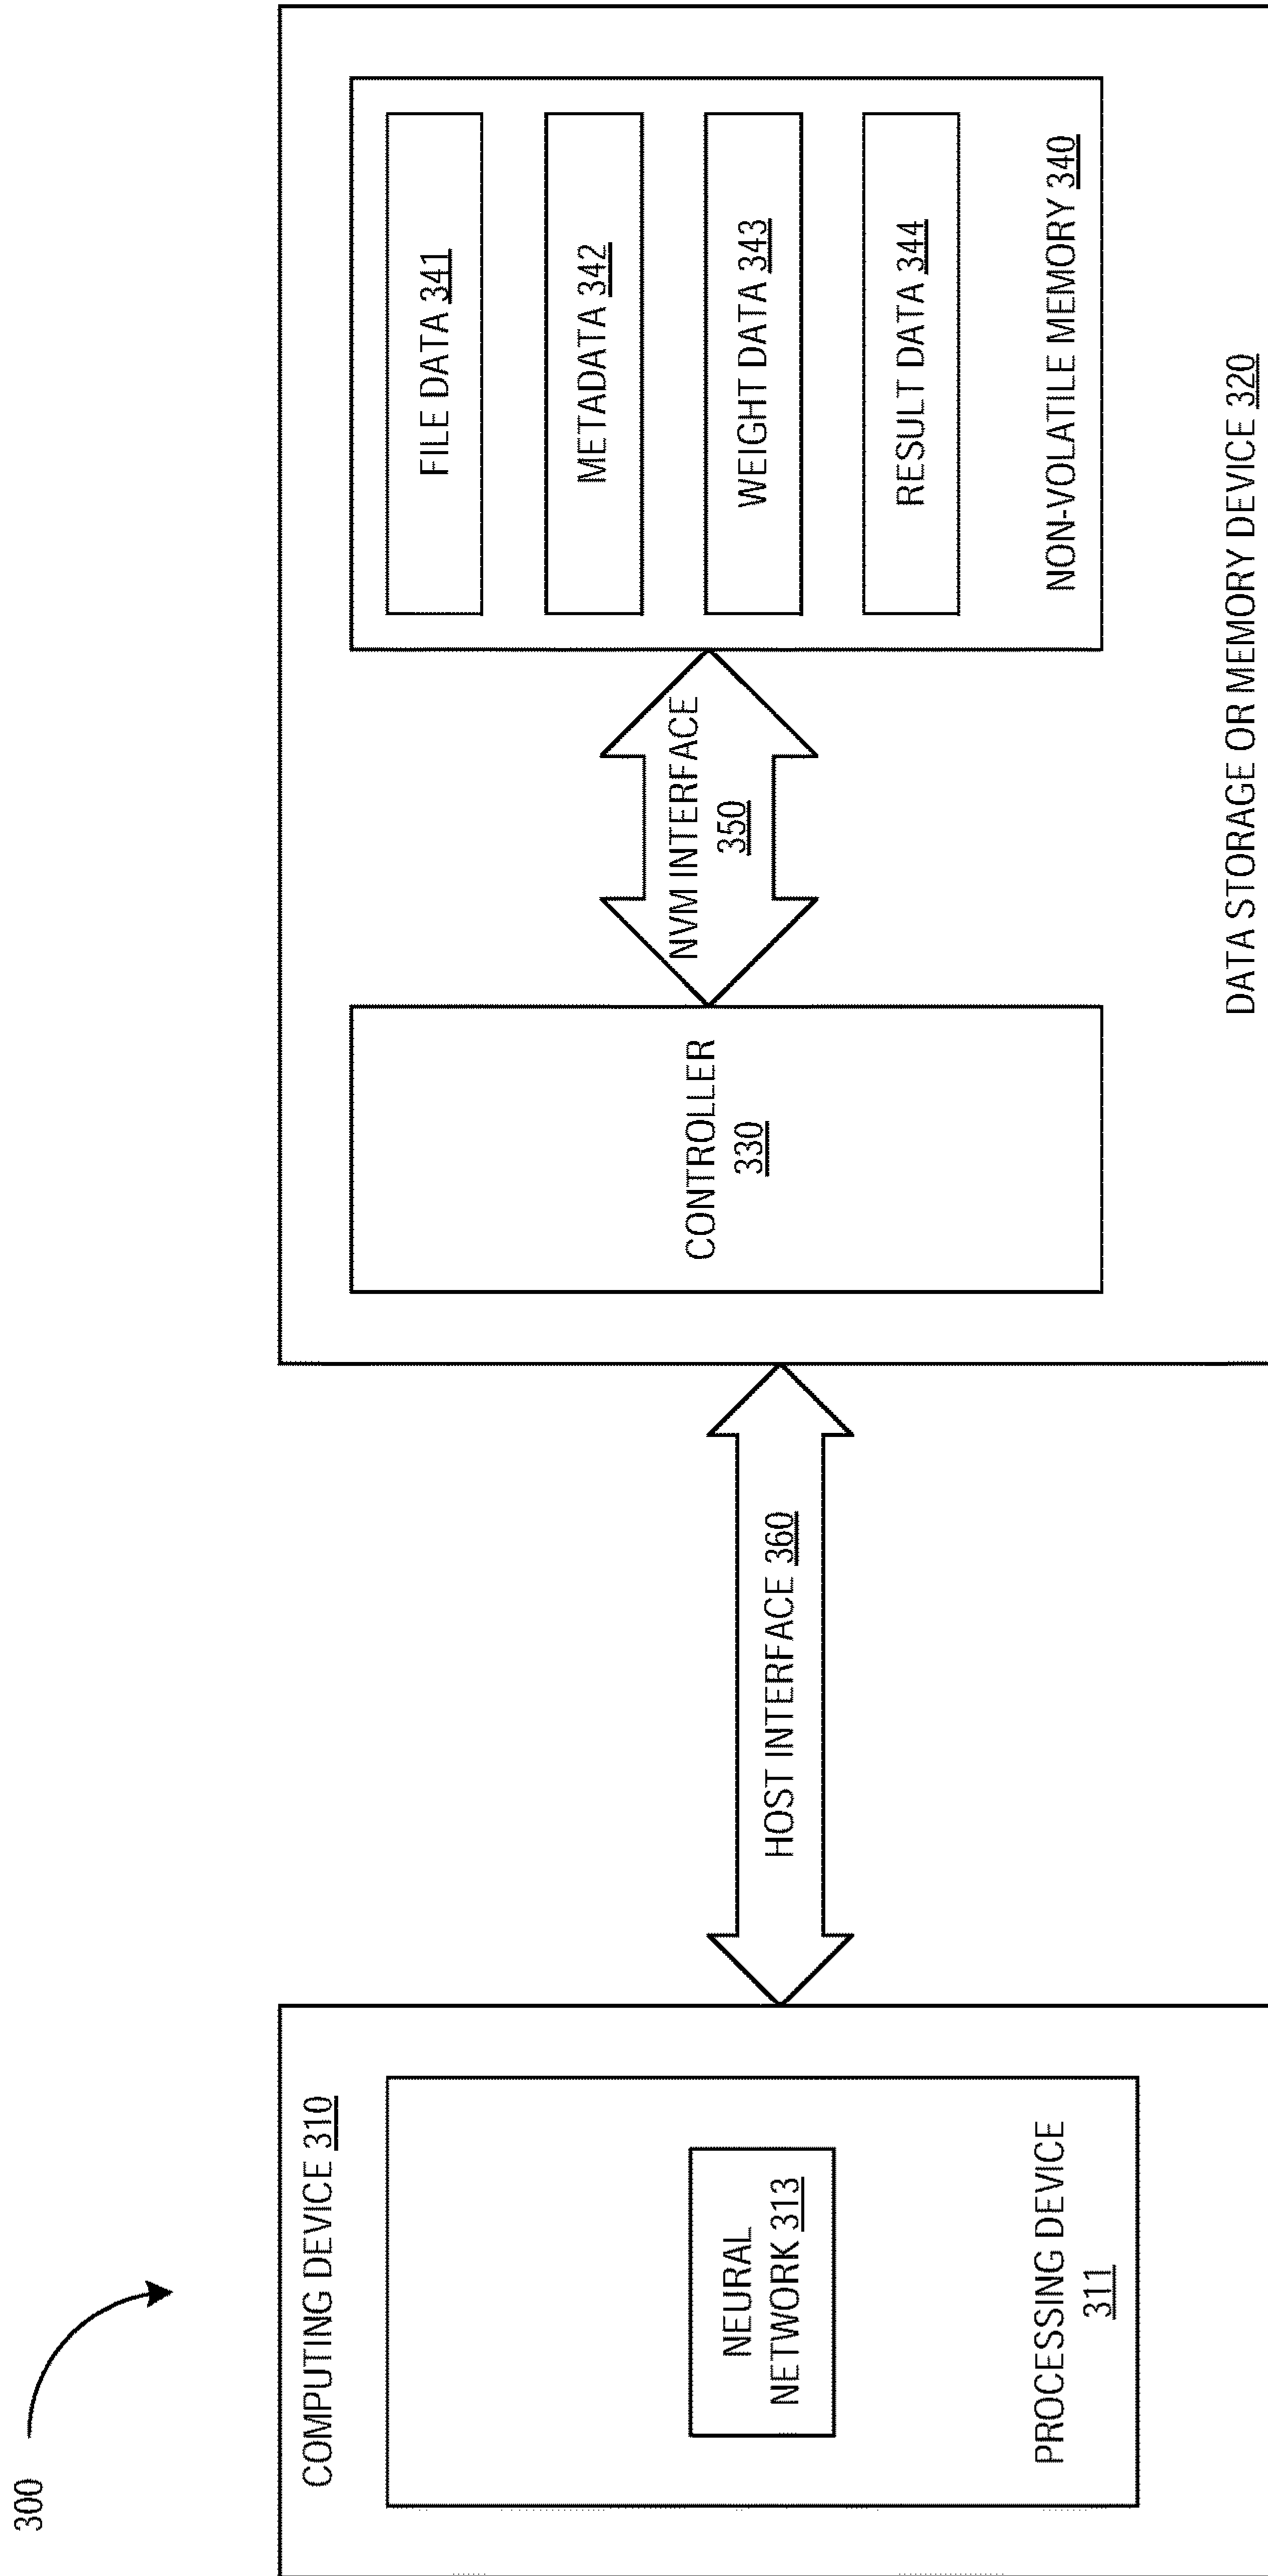 300
COMPUTING DEVICE 310
NEURAL
NETWORK 313
PROCESSING DEVICE
311
HOST INTERFACE 360
CONTROLLER
330
NVM INTERFACE
350
FILE DATA 341
METADATA 342
WEIGHT DATA 343
RESULT DATA 344
NON-VOLATILE MEMORY 340
DATA STORAGE OR MEMORY DEVICE 320